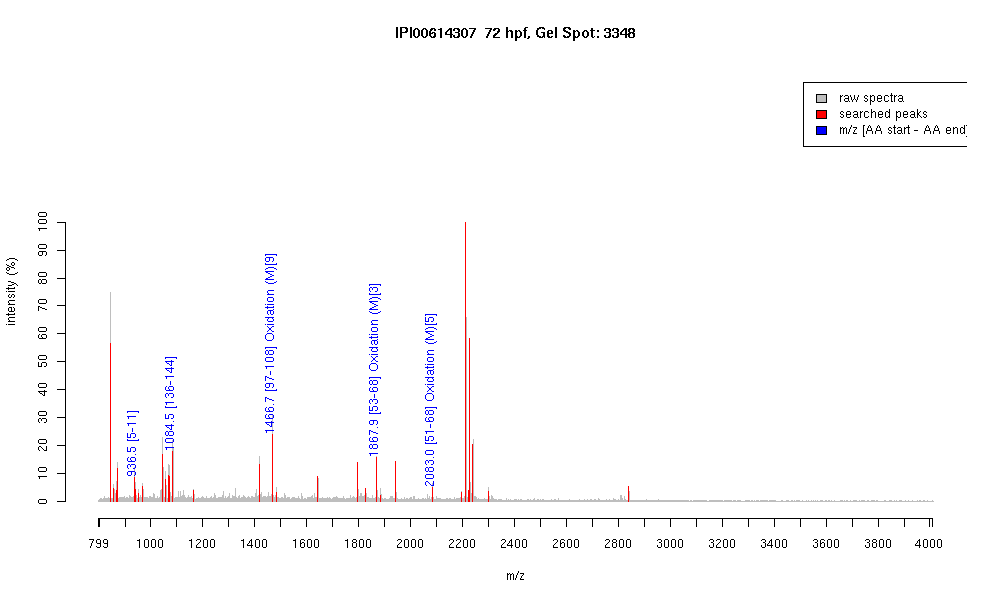 IPI00614307 72 hpf, Gel Spot: 3348
raw spectra
searched peaks
m/z [AA start - AA end]
intensity (%)
100
90
80
70
60
50
40
30
20
10
0
936.5 [5-11]
1084.5 [136-144]
1466.7 [97-108] Oxidation (M)[9]
1867.9 [53-68] Oxidation (M)[3]
2083.0 [51-68] Oxidation (M)[5]
799 1000 1200 1400 1600 1800 2000 2200 2400 2600 2800 3000 3200 3400 3600 3800 4000
m/z